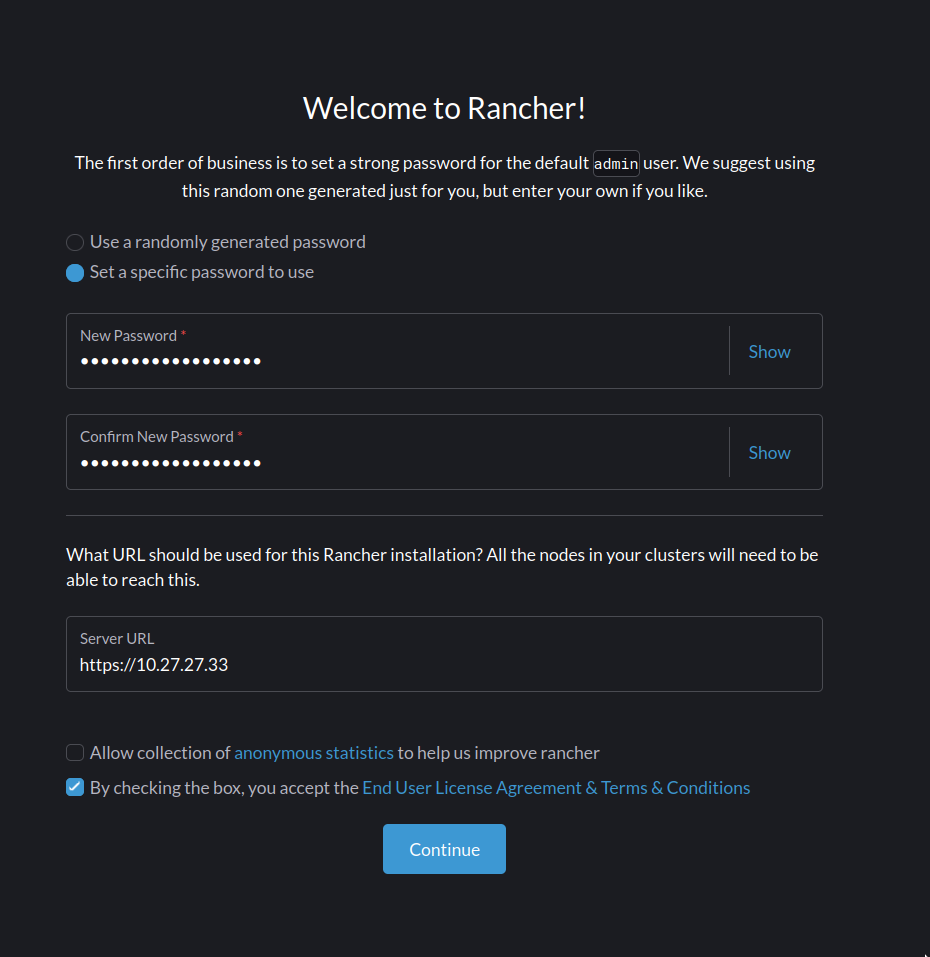 Welcome to Rancher!
The first order of business is to set a strong password for the default admin user. We suggest using
this random one generated just for you, but enter your own if you like.
Use a randomly generated password
Set a specific password to use
New Password *
••••••••••••••••••
Show
Confirm New Password *
••••••••••••••••••
Show
What URL should be used for this Rancher installation? All the nodes in your clusters will need to be
able to reach this.
Server URL
https://10.27.27.33
Allow collection of anonymous statistics to help us improve rancher
By checking the box, you accept the End User License Agreement & Terms & Conditions
Continue